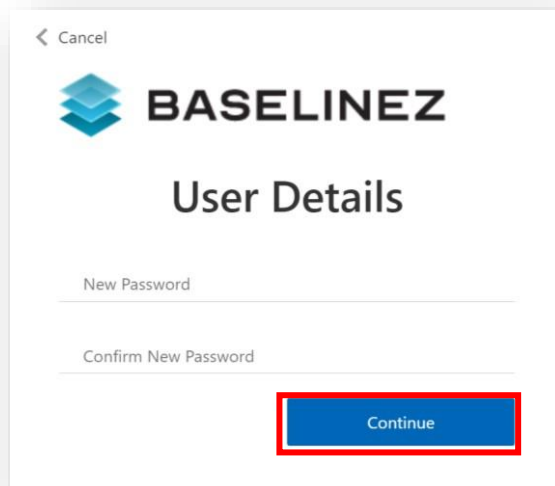 Cancel
BASELINEZ
User Details
New Password
Confirm New Password
Continue